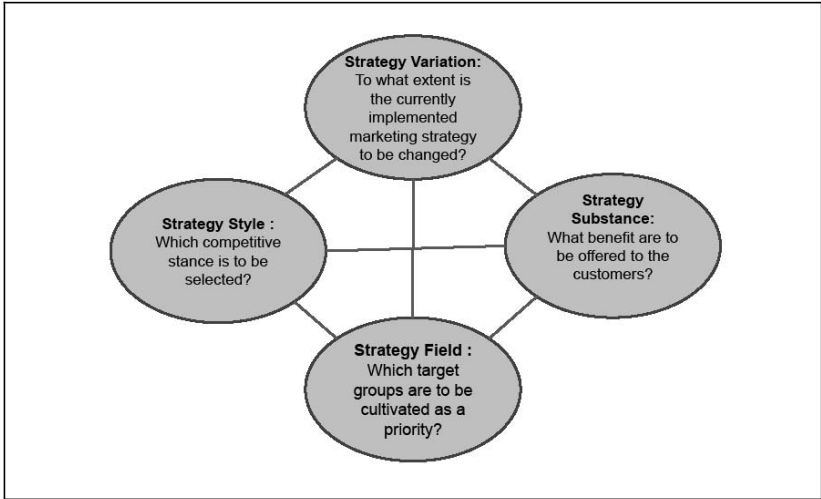 Strategy Variation:
To what extent is
the currently
implemented
marketing strategy
to be changed?
Strategy Style :
Which competitive
stance is to be
selected?
Strategy
Substance:
What benefit are to
be offered to the
customers?
Strategy Field :
Which target
groups are to be
cultivated as a
priority?